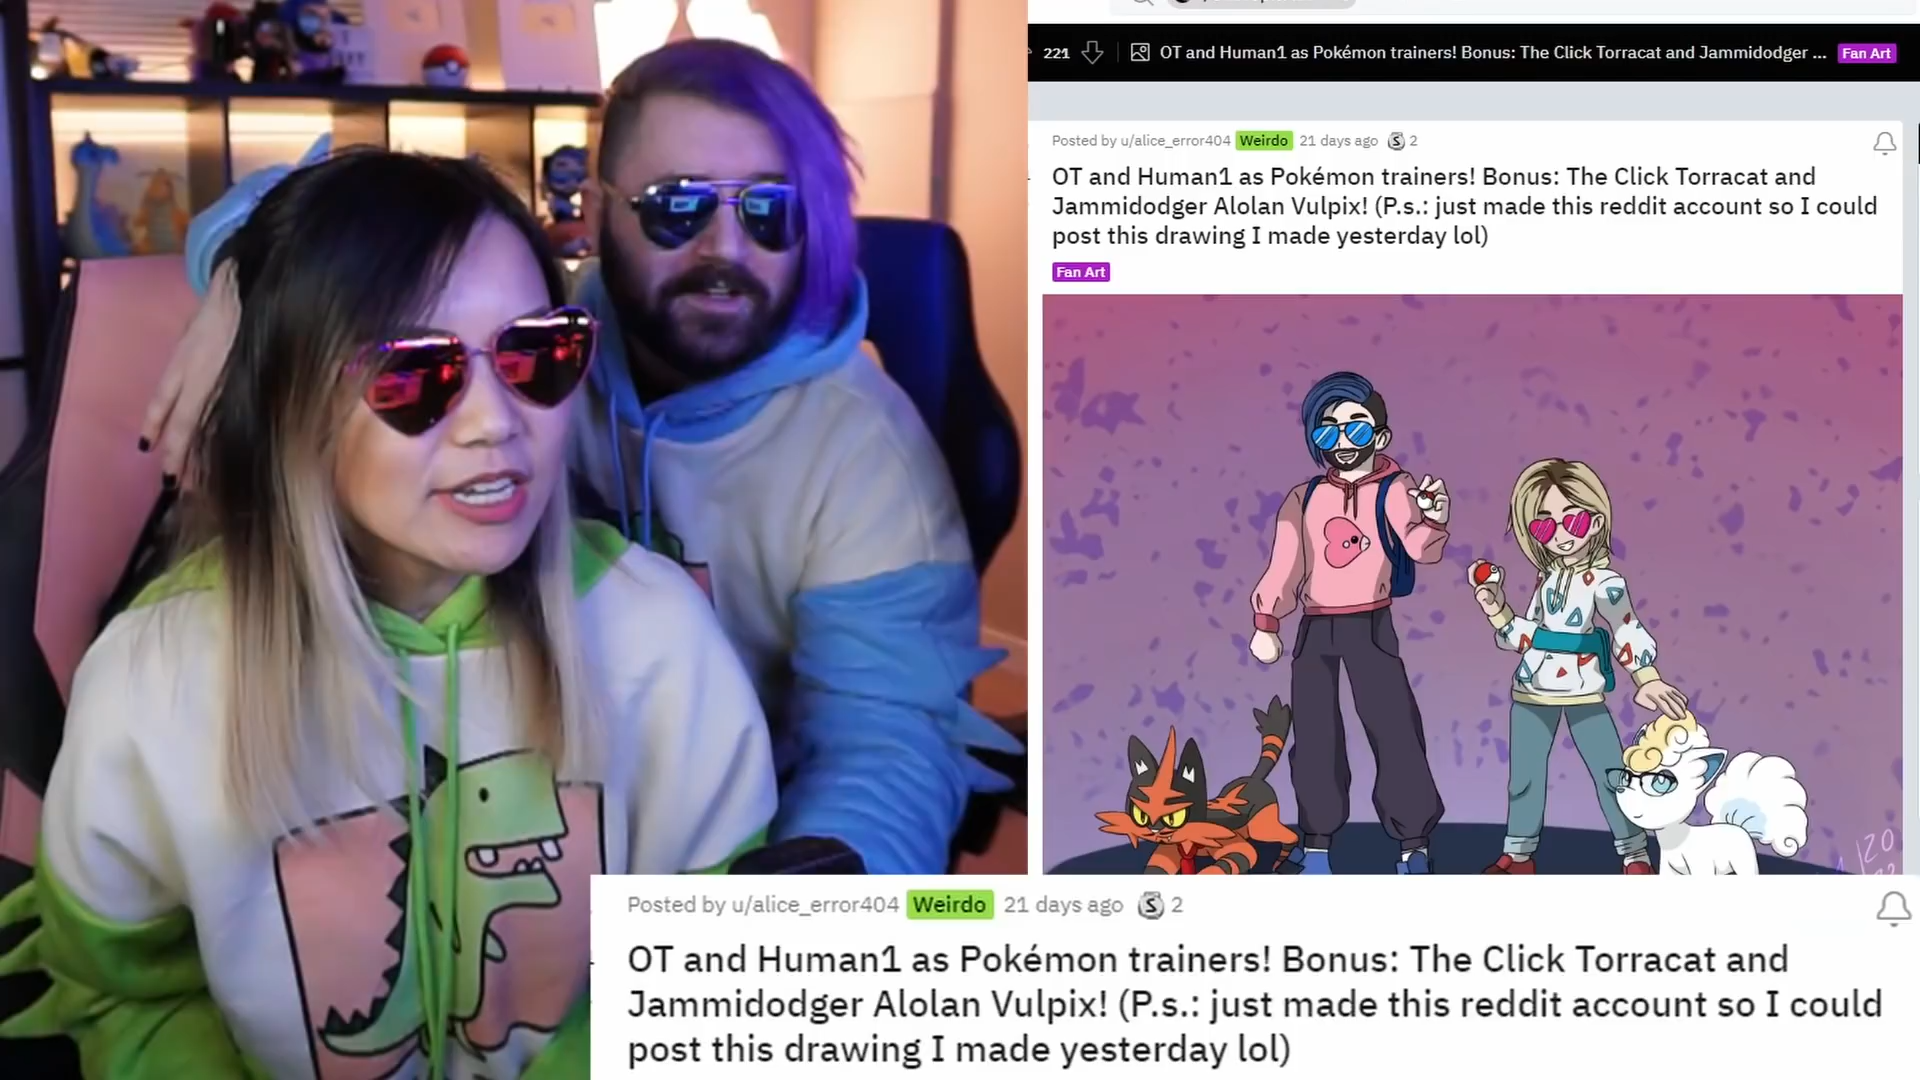 221 OT and Human1 as Pokémon trainers! Bonus: The Click Torracat and Jammidodger ... Fan Art
Posted by u/alice_error404 Weirdo 21 days ago S 2
OT and Human1 as Pokémon trainers! Bonus: The Click Torracat and
Jammidodger Alolan Vulpix! (P.s.: just made this reddit account so I could
post this drawing I made yesterday lol)
Fan Art
Posted by u/alice_error404 Weirdo 21 days ago S 2
OT and Human1 as Pokémon trainers! Bonus: The Click Torracat and
Jammidodger Alolan Vulpix! (P.s.: just made this reddit account so I could
post this drawing I made yesterday lol)